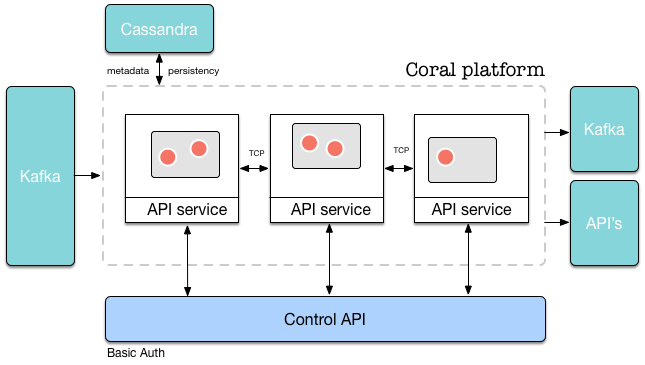 Cassandra
metadata persistency
Coral platform
Kafka
TCP
TCP
Kafka
API service
API service
API service
API's
Control API
Basic Auth